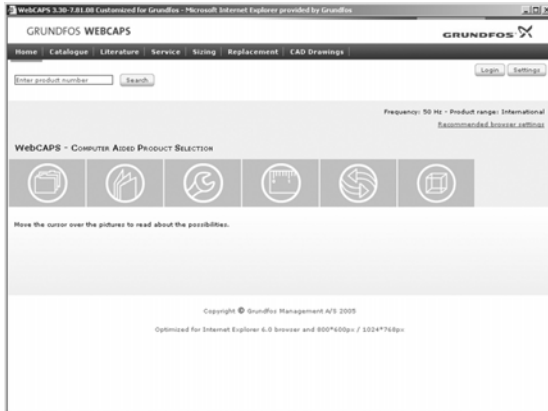 WebCAPS 3.30-7.01.08 Customized for Grundfos - Microsoft Internet Explorer provided by Grundfos
GRUNDFOS WEBCAPS
GRUNDFOS
Home Catalogue Literature Service Sizing Replacement CAD Drawings
Login Settings
Enter product number Search
Frequency: 50 Hz - Product range: International
Recommended browser settings
WebCAPS - Computer Aided Product Selection
Move the cursor over the pictures to read about the possibilities.
Copyright © Grundfos Management A/S 2005
Optimized for Internet Explorer 6.0 browser and 800*600px / 1024*768px